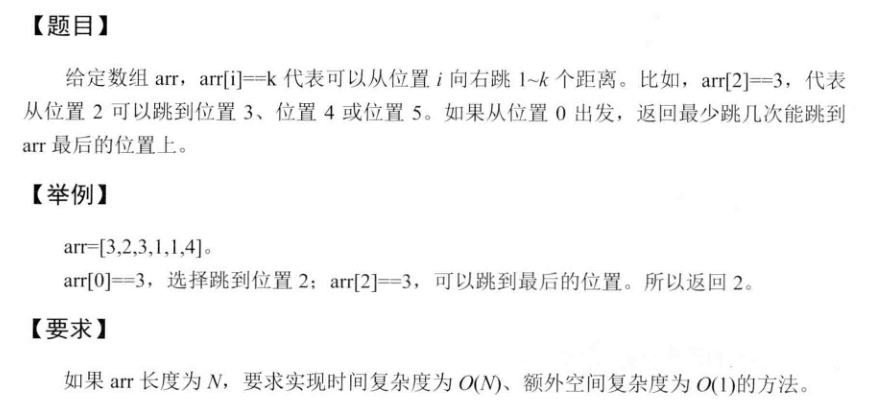 【题目】
给定数组 arr，arr[i]==k 代表可以从位置 i 向右跳 1~k 个距离。比如，arr[2]==3，代表
从位置 2 可以跳到位置 3、位置 4 或位置 5。如果从位置 0 出发，返回最少跳几次能跳到
arr 最后的位置上。
【举例】
arr=[3,2,3,1,1,4]。
arr[0]==3，选择跳到位置 2；arr[2]==3，可以跳到最后的位置。所以返回 2。
【要求】
如果 arr 长度为 N，要求实现时间复杂度为 O(N)、额外空间复杂度为 O(1)的方法。